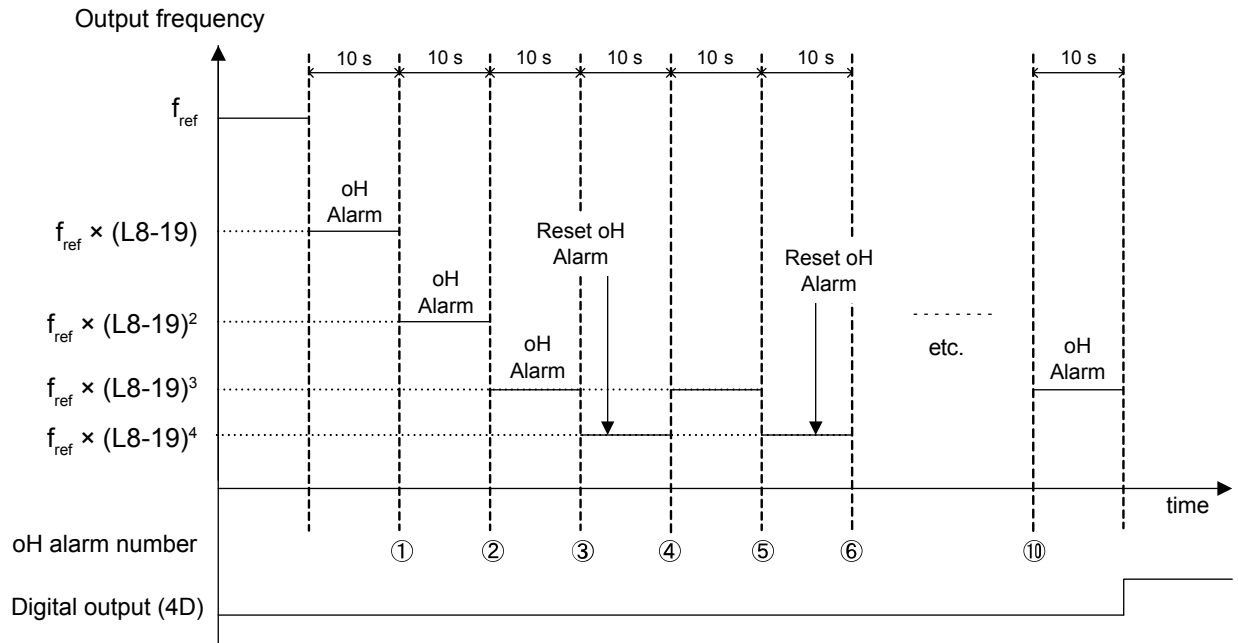 Output frequency
10 s 10 s 10 s 10 s 10 s 10 s 10 s
f_ref
oH
Alarm
f_ref × (L8-19)
Reset oH
Alarm
Reset oH
Alarm
oH
Alarm
f_ref × (L8-19)²
etc.
oH
Alarm
oH
Alarm
f_ref × (L8-19)³
f_ref × (L8-19)⁴
time
oH alarm number ① ② ③ ④ ⑤ ⑥ ⑩
Digital output (4D)